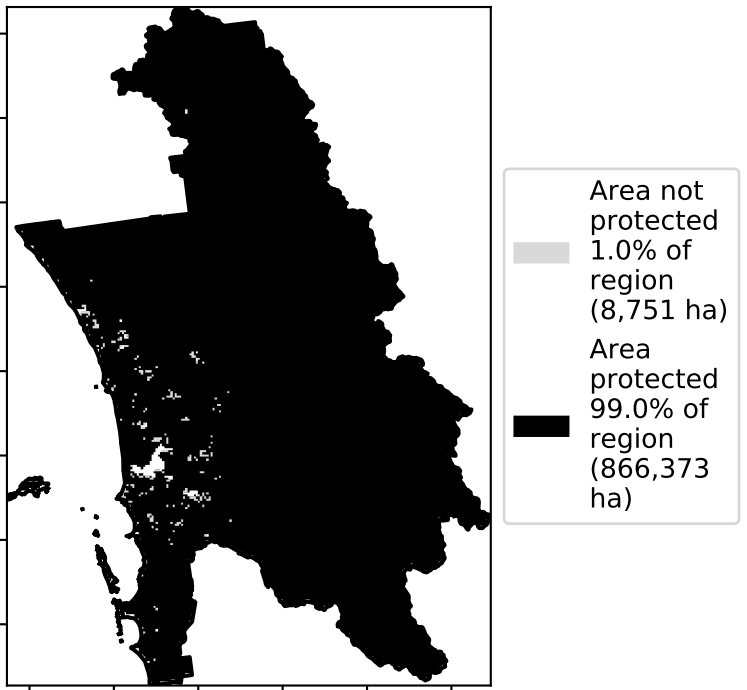 Area not
protected
1.0% of
region
(8,751 ha)
Area
protected
99.0% of
region
(866,373
ha)